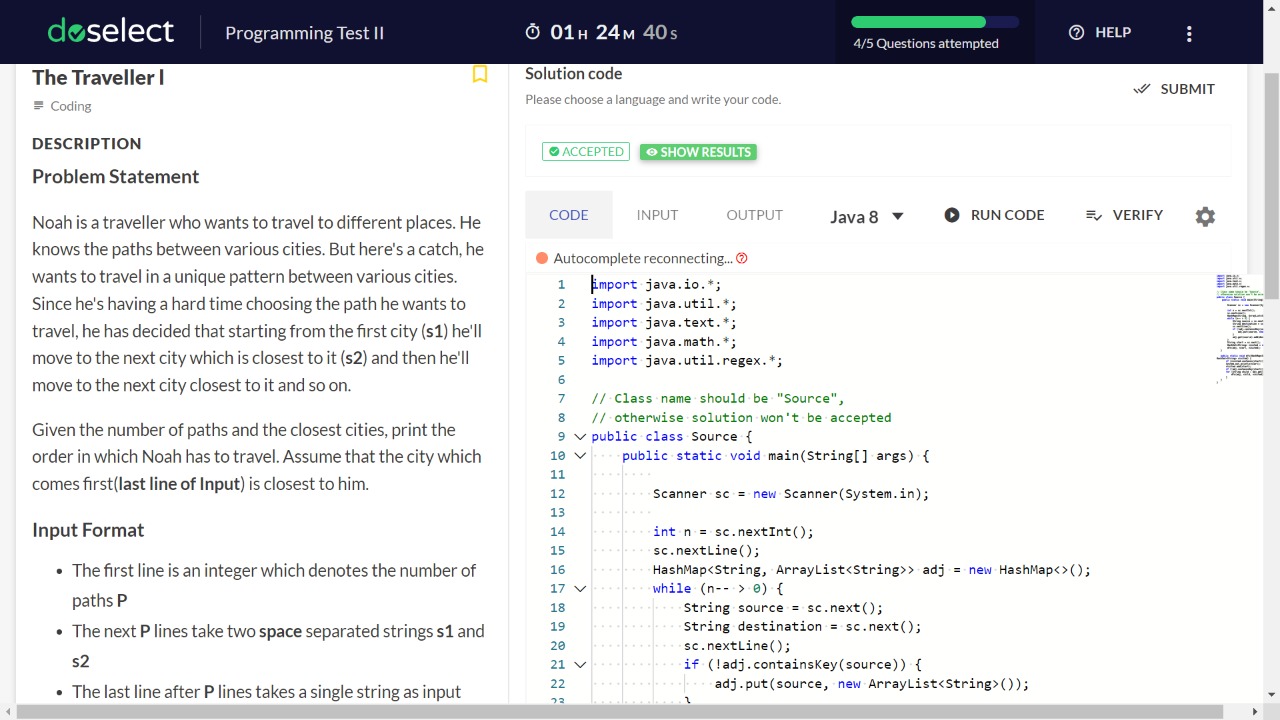 doselect
Programming Test II
01H 24M 40S
4/5 Questions attempted
HELP
The Traveller I
Coding
DESCRIPTION
Problem Statement
Noah is a traveller who wants to travel to different places. He
knows the paths between various cities. But here's a catch, he
wants to travel in a unique pattern between various cities.
Since he's having a hard time choosing the path he wants to
travel, he has decided that starting from the first city (s1) he'll
move to the next city which is closest to it (s2) and then he'll
move to the next city closest to it and so on.
Given the number of paths and the closest cities, print the
order in which Noah has to travel. Assume that the city which
comes first(last line of Input) is closest to him.
Input Format
• The first line is an integer which denotes the number of
paths P
• The next P lines take two space separated strings s1 and
s2
• The last line after P lines takes a single string as input
Solution code
Please choose a language and write your code.
SUBMIT
ACCEPTED
SHOW RESULTS
CODE
INPUT
OUTPUT
Java 8
RUN CODE
VERIFY
Autocomplete reconnecting...
1 import java.io.*;
2 import java.util.*;
3 import java.text.*;
4 import java.math.*;
5 import java.util.regex.*;
6
7 // Class name should be "Source",
8 // otherwise solution won't be accepted
9 public class Source {
10 public static void main(String[] args) {
11
12 Scanner sc = new Scanner(System.in);
13
14 int n = sc.nextInt();
15 sc.nextLine();
16 HashMap<String, ArrayList<String>> adj = new HashMap<>();
17 while (n-- > 0) {
18 String source = sc.next();
19 String destination = sc.next();
20 sc.nextLine();
21 if (!adj.containsKey(source)) {
22 adj.put(source, new ArrayList<String>());
23 }